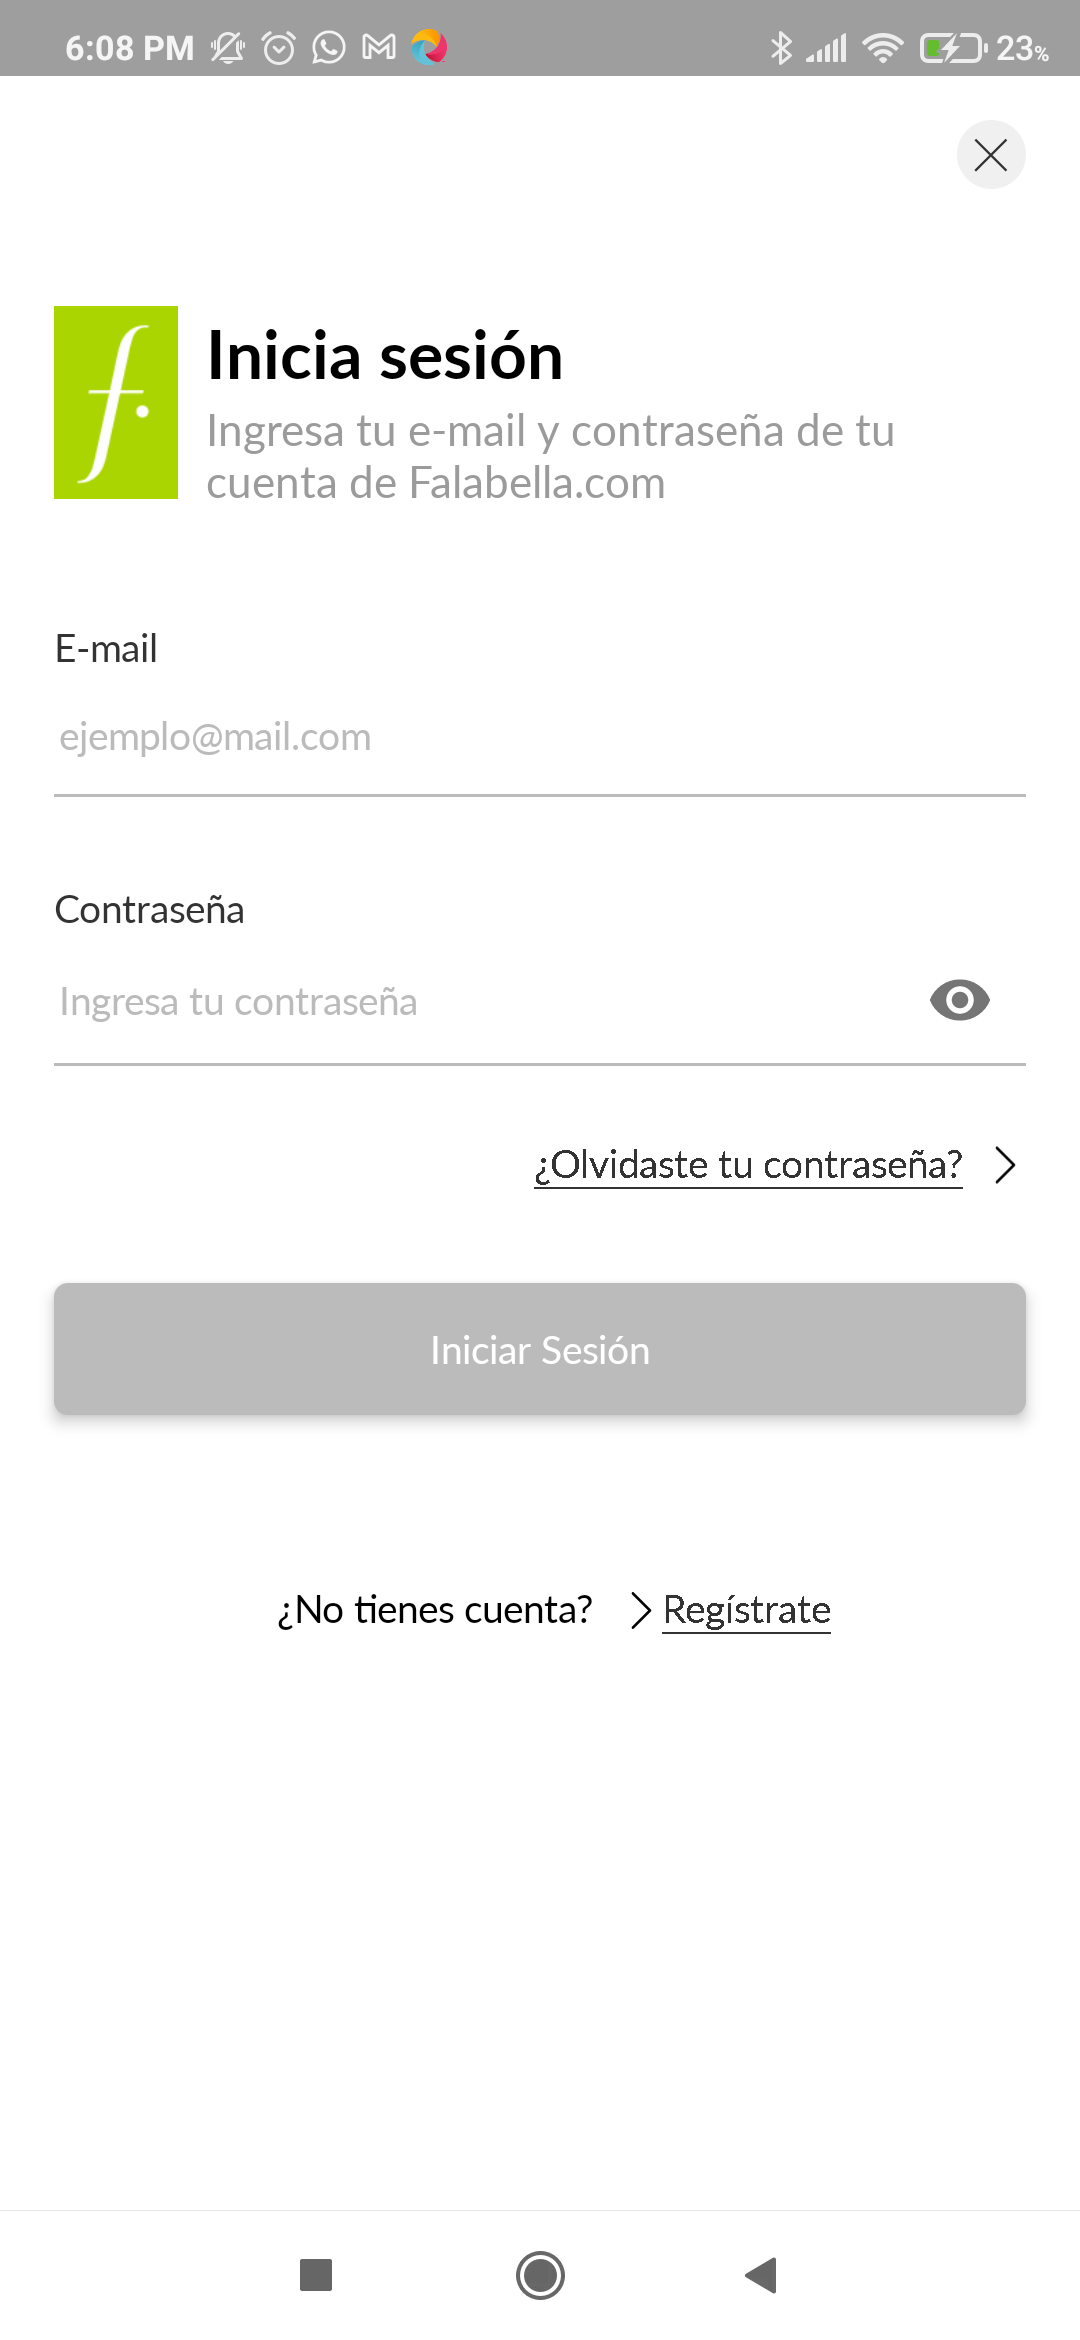 6:08 PM 23%
f.
Inicia sesión
Ingresa tu e-mail y contraseña de tu
cuenta de Falabella.com
E-mail
ejemplo@mail.com
Contraseña
Ingresa tu contraseña
¿Olvidaste tu contraseña?
Iniciar Sesión
¿No tienes cuenta? Regístrate